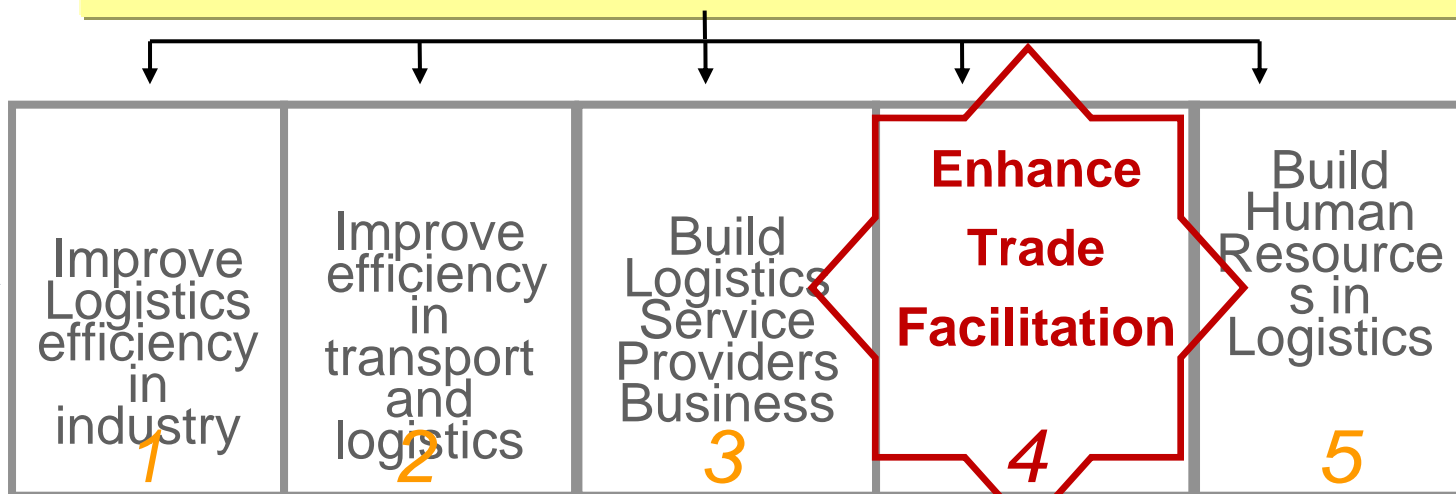 Improve
Logistics
efficiency
in
industry
1
Improve
efficiency
in
transport
and
logistics
2
Build
Logistics
Service
Providers
Business
3
Enhance
Trade
Facilitation
4
Build
Human
Resource
s in
Logistics
5